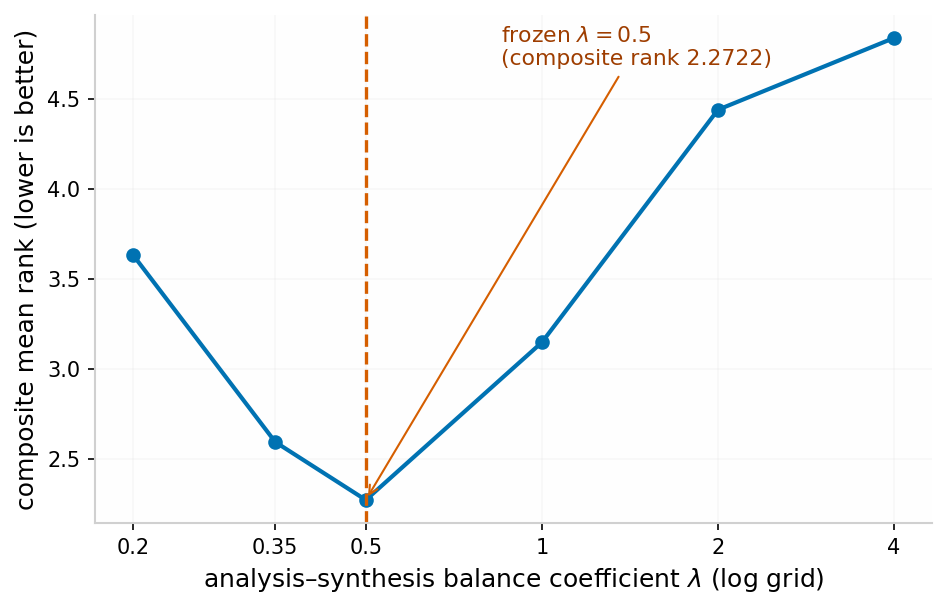 frozen λ = 0.5
(composite rank 2.2722)
composite mean rank (lower is better)
4.5
4.0
3.5
3.0
2.5
0.2 0.35 0.5 1 2 4
analysis–synthesis balance coefficient λ (log grid)